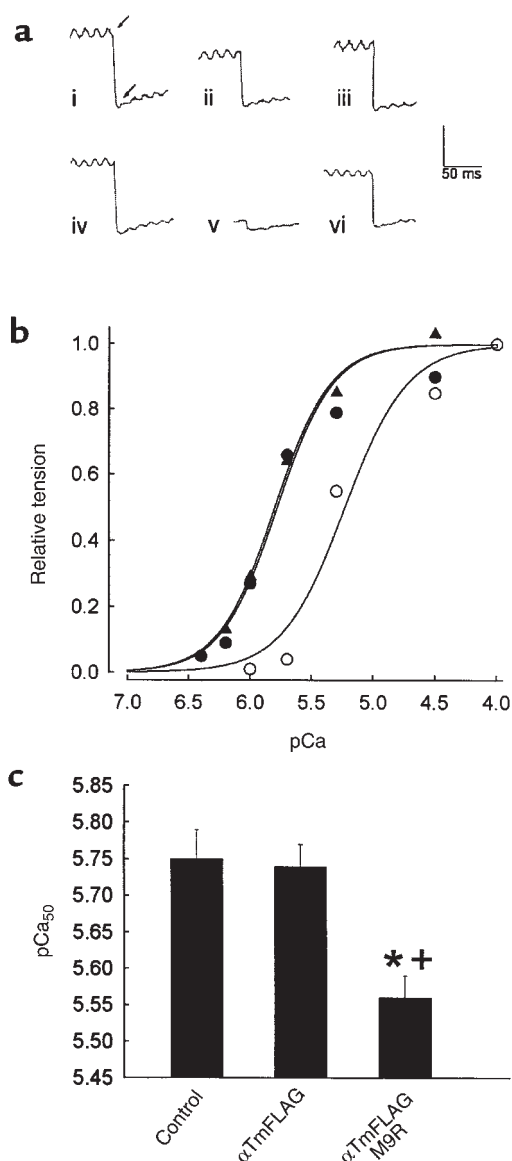 a
i
ii
iii
50 ms
iv
v
vi
b
1.0
0.8
0.6
0.4
0.2
0.0
Relative tension
7.0 6.5 6.0 5.5 5.0 4.5 4.0
pCa
c
5.85
5.80
5.75
5.70
5.65
5.60
5.55
5.50
5.45
pCa50
* +
Control
αTmFLAG
αTmFLAG
M9R